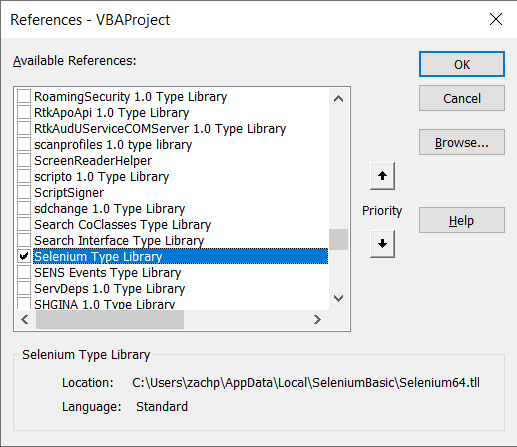 References - VBAProject
Available References:
RoamingSecurity 1.0 Type Library
RtkApoApi 1.0 Type Library
RtkAudUServiceCOMServer 1.0 Type Library
scanprofiles 1.0 type library
ScreenReaderHelper
scripto 1.0 Type Library
ScriptSigner
sdchange 1.0 Type Library
Search CoClasses Type Library
Search Interface Type Library
Selenium Type Library
SENS Events Type Library
ServDeps 1.0 Type Library
SHGINA 1.0 Type Library
OK
Cancel
Browse...
Priority
Help
Selenium Type Library
Location: C:\Users\zachp\AppData\Local\SeleniumBasic\Selenium64.tll
Language: Standard